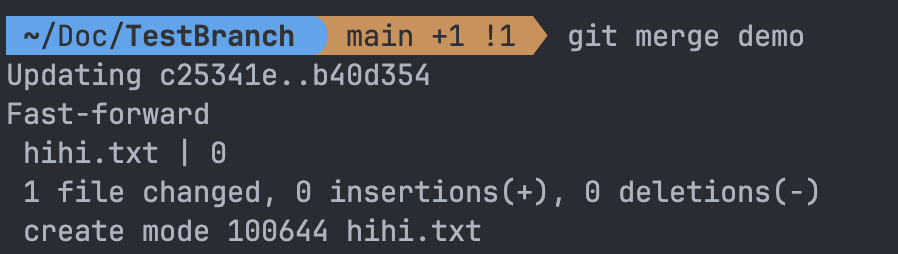 ~/Doc/TestBranch main +1 !1 git merge demo
Updating c25341e..b40d354
Fast-forward
 hihi.txt | 0
 1 file changed, 0 insertions(+), 0 deletions(-)
 create mode 100644 hihi.txt